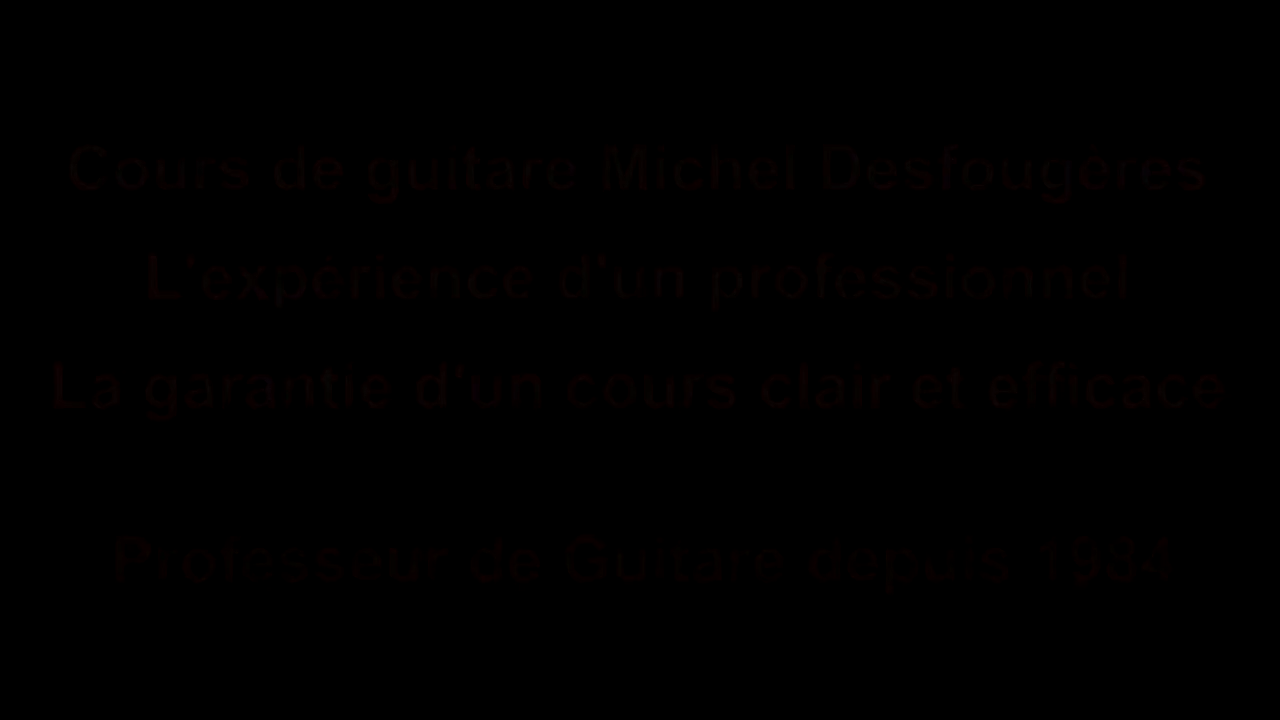 Cours de guitare Michel Desfougères
L'expérience d'un professionnel
La garantie d'un cours clair et efficace
Professeur de Guitare depuis 1984